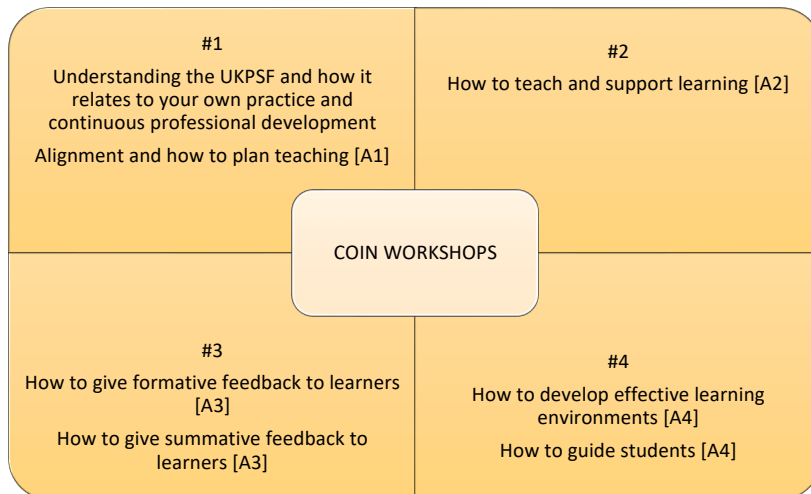 #1
Understanding the UKPSF and how it
relates to your own practice and
continuous professional development
Alignment and how to plan teaching [A1]
#2
How to teach and support learning [A2]
COIN WORKSHOPS
#3
How to give formative feedback to learners
[A3]
How to give summative feedback to
learners [A3]
#4
How to develop effective learning
environments [A4]
How to guide students [A4]